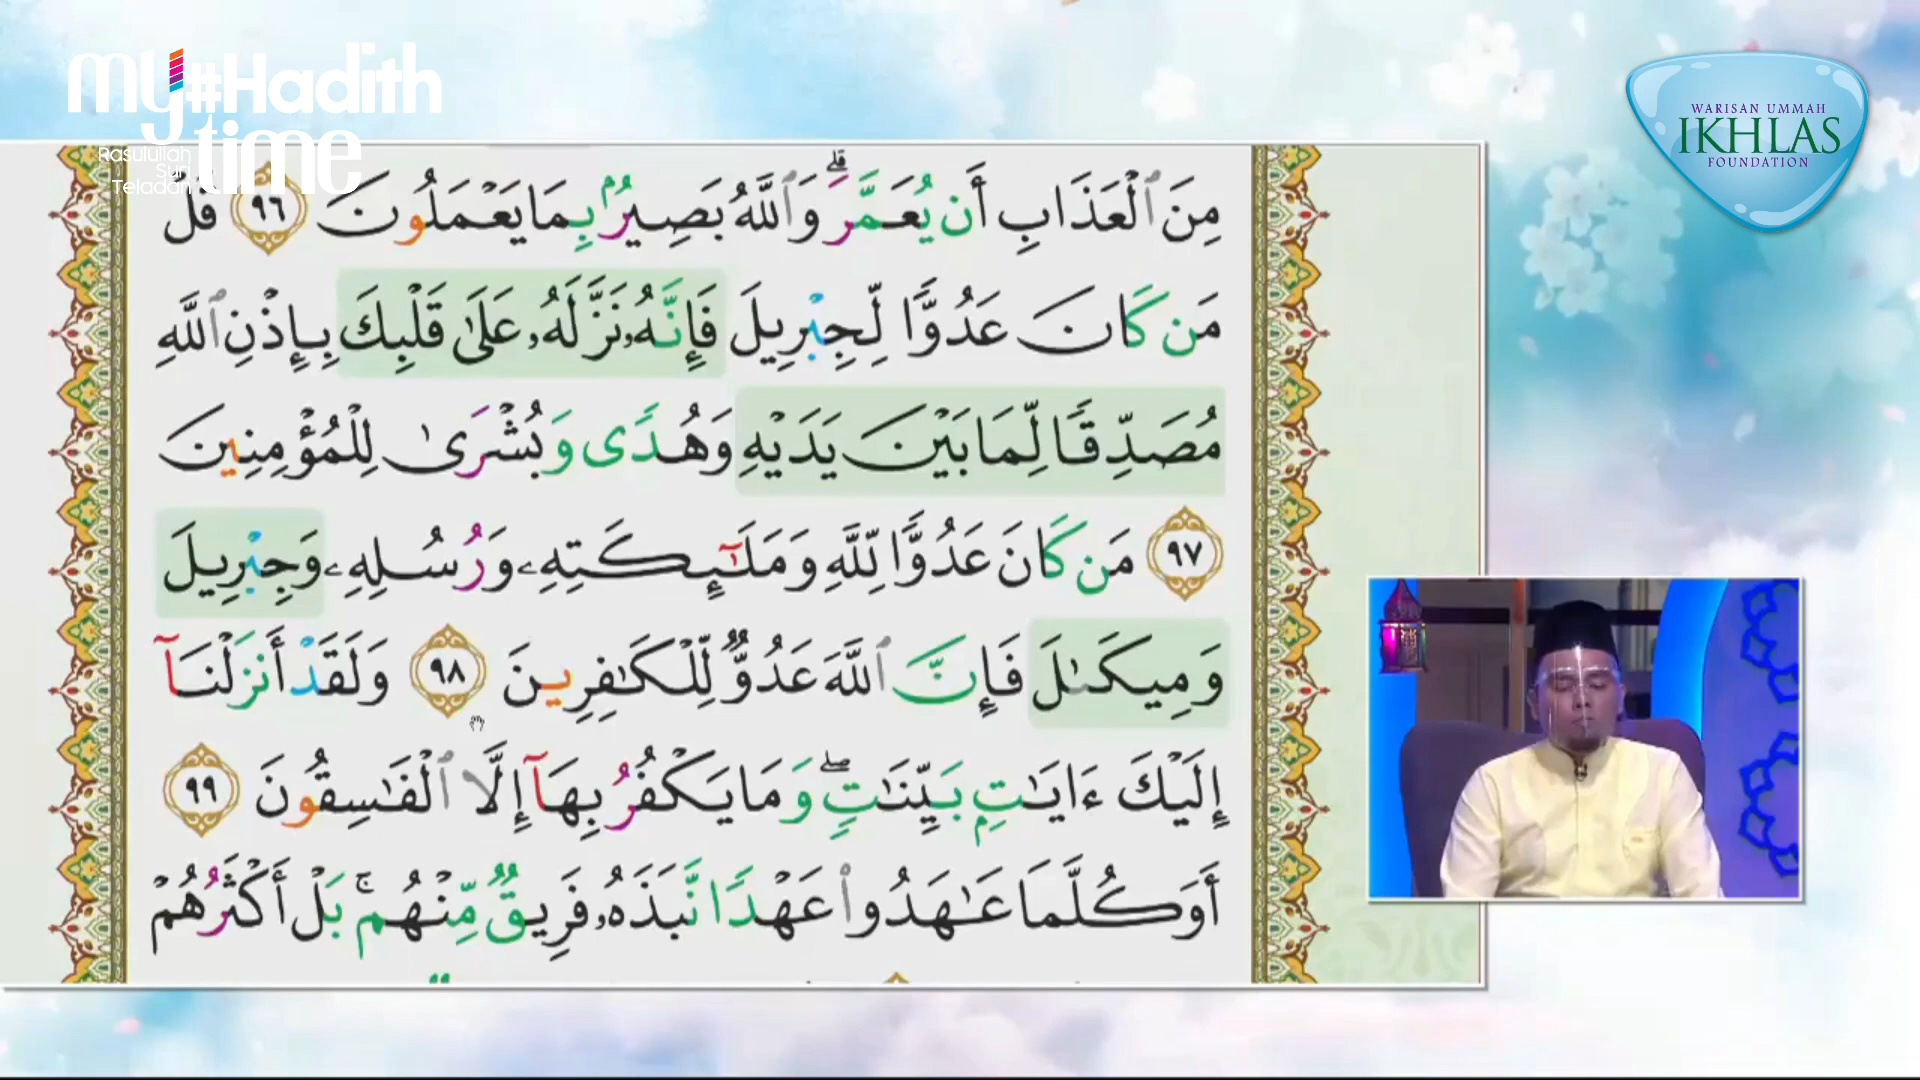 my#Hadith
time
Rasulullah
Suri
Teladan
WARISAN UMMAH
IKHLAS
FOUNDATION
مِنَ ٱلْعَذَابِ أَن يُعَمَّرَ ۗ وَٱللَّهُ بَصِيرٌۢ بِمَا يَعْمَلُونَ ٩٦ قُلْ
مَن كَانَ عَدُوًّا لِّجِبْرِيلَ فَإِنَّهُۥ نَزَّلَهُۥ عَلَىٰ قَلْبِكَ بِإِذْنِ ٱللَّهِ
مُصَدِّقًا لِّمَا بَيْنَ يَدَيْهِ وَهُدًى وَبُشْرَىٰ لِلْمُؤْمِنِينَ
٩٧ مَن كَانَ عَدُوًّا لِّلَّهِ وَمَلَـٰٓئِكَتِهِۦ وَرُسُلِهِۦ وَجِبْرِيلَ
وَمِيكَىٰلَ فَإِنَّ ٱللَّهَ عَدُوٌّ لِّلْكَـٰفِرِينَ ٩٨ وَلَقَدْ أَنزَلْنَآ
إِلَيْكَ ءَايَـٰتٍۭ بَيِّنَـٰتٍ ۖ وَمَا يَكْفُرُ بِهَآ إِلَّا ٱلْفَـٰسِقُونَ ٩٩
أَوَكُلَّمَا عَـٰهَدُوا۟ عَهْدًا نَّبَذَهُۥ فَرِيقٌ مِّنْهُم ۚ بَلْ أَكْثَرُهُمْ